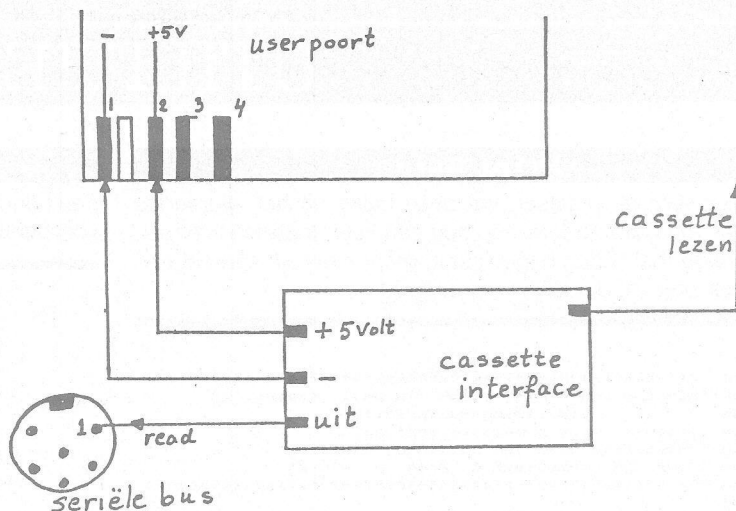 - +5V
userpoort
1 2 3 4
cassette
lezen
+5volt
cassette
interface
-
uit
read
1
seriële bus